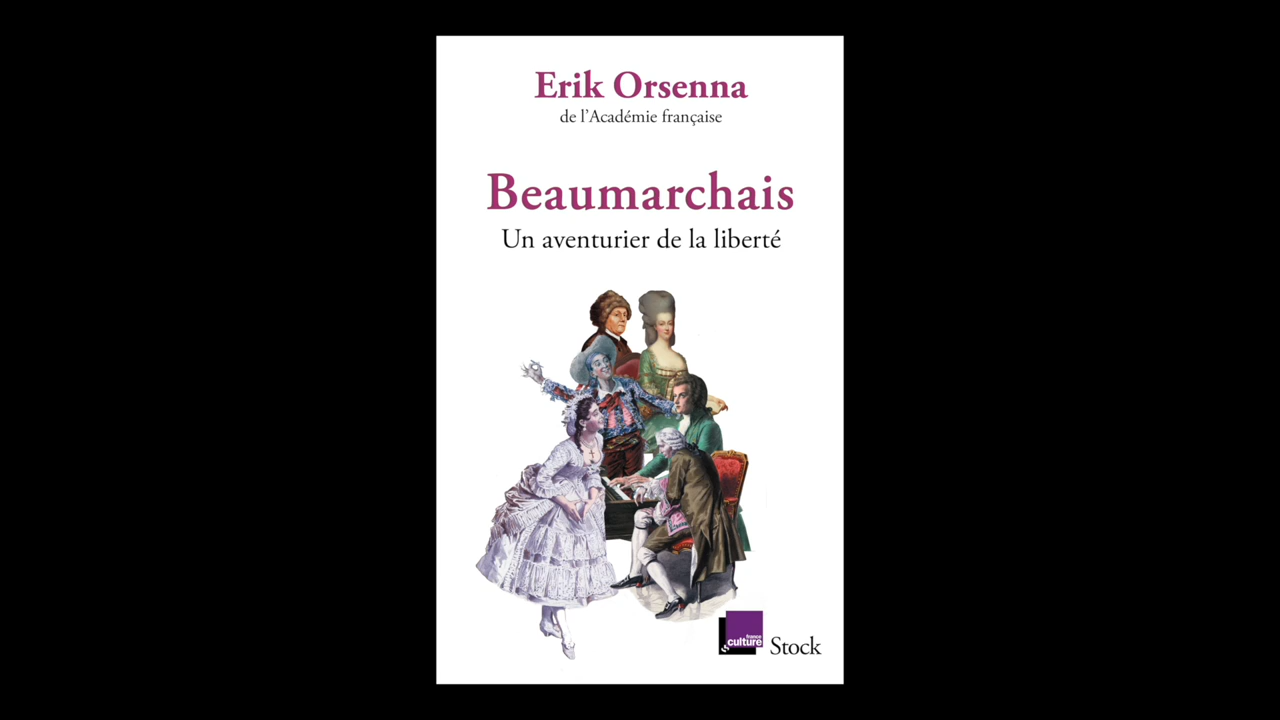 Erik Orsenna
de l’Académie française
Beaumarchais
Un aventurier de la liberté
france
culture
Stock